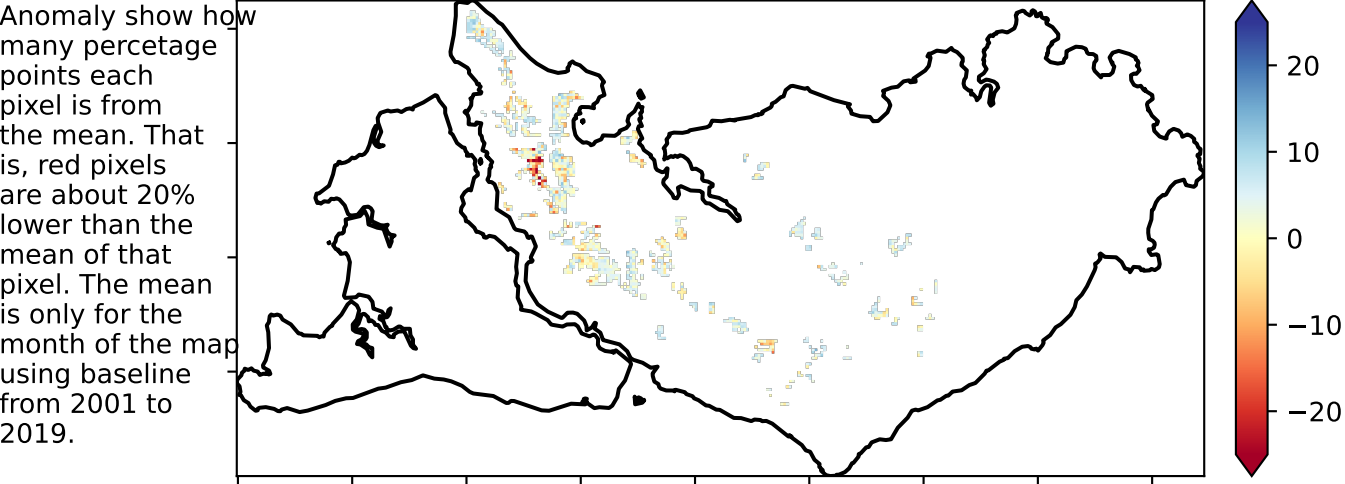 Anomaly show how
many percetage
points each
pixel is from
the mean. That
is, red pixels
are about 20%
lower than the
mean of that
pixel. The mean
is only for the
month of the map
using baseline
from 2001 to
2019.
20
10
0
−10
−20